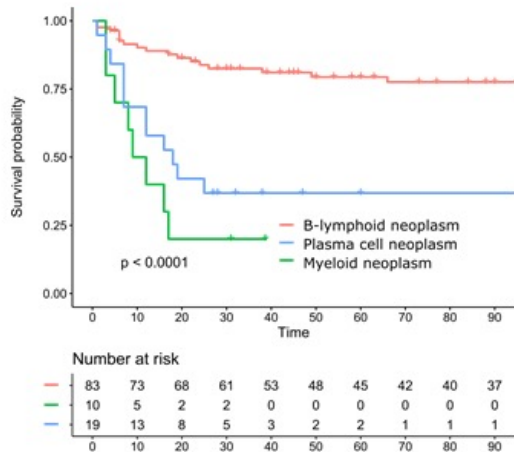 1.00
0.75
0.50
0.25
0.00
Survival probability
B-lymphoid neoplasm
Plasma cell neoplasm
Myeloid neoplasm
p < 0.0001
0 10 20 30 40 50 60 70 80 90
Time
Number at risk
83 73 68 61 53 48 45 42 40 37
10 5 2 2 0 0 0 0 0 0
19 13 8 5 3 2 2 1 1 1
0 10 20 30 40 50 60 70 80 90